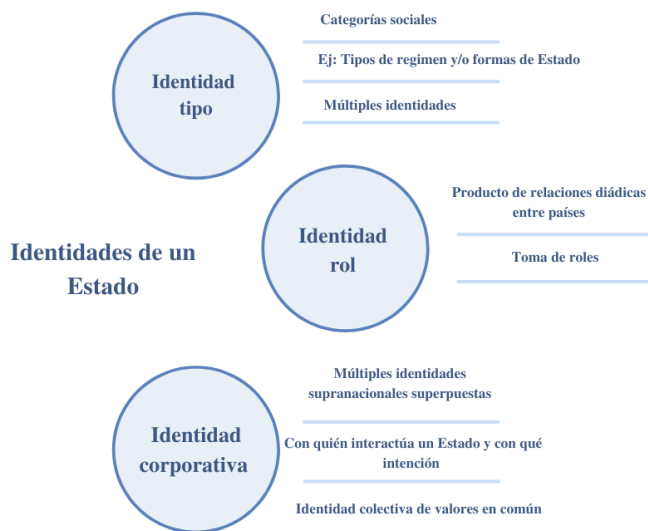 Identidades de un
Estado
Identidad
tipo
Categorías sociales
Ej: Tipos de regimen y/o formas de Estado
Múltiples identidades
Identidad
rol
Producto de relaciones diádicas
entre países
Toma de roles
Identidad
corporativa
Múltiples identidades
supranacionales superpuestas
Con quién interactúa un Estado y con qué
intención
Identidad colectiva de valores en común